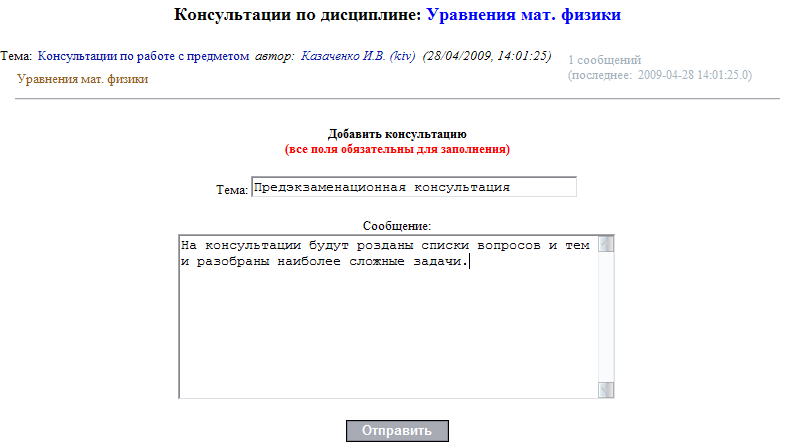 Консультации по дисциплине: Уравнения мат. физики
Тема: Консультации по работе с предметом автор: Казаченко И.В. (kiv) (28/04/2009, 14:01:25)
1 сообщений
(последнее: 2009-04-28 14:01:25.0)
Уравнения мат. физики
Добавить консультацию
(все поля обязательны для заполнения)
Тема: Предэкзаменационная консультация
Сообщение:
На консультации будут розданы списки вопросов и тем
и разобраны наиболее сложные задачи.
Отправить